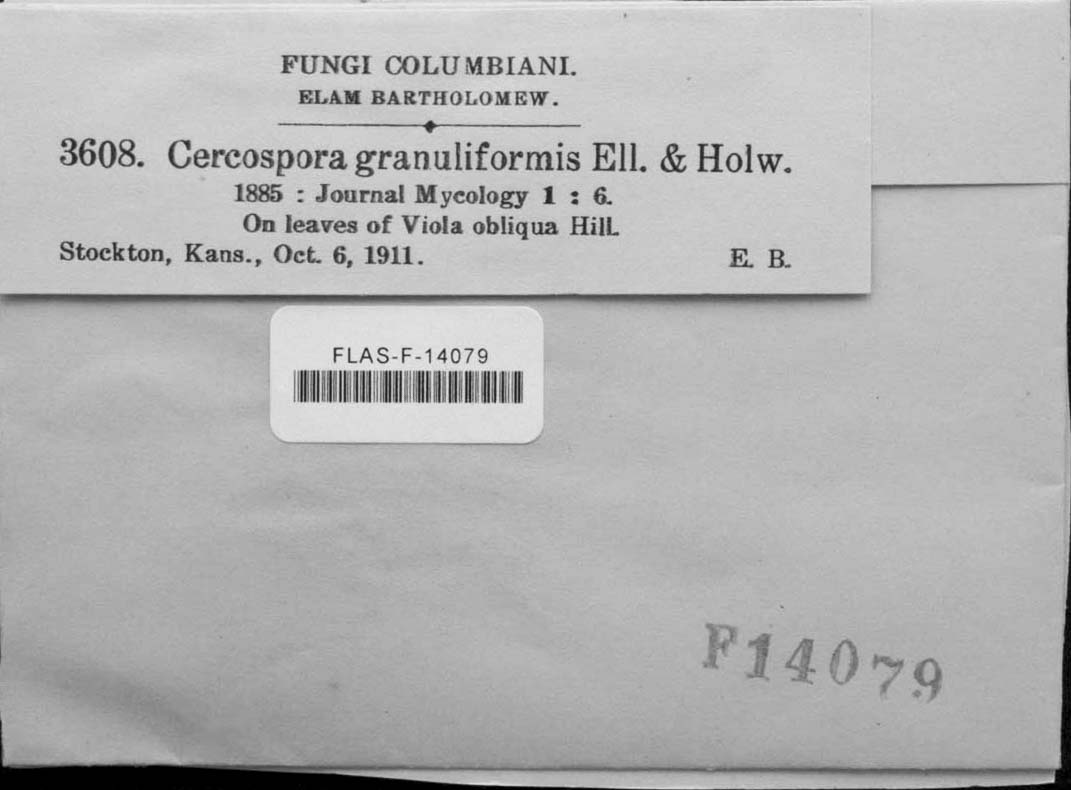 FUNGI COLUMBIANI.
ELAM BARTHOLOMEW.
3608. Cercospora granuliformis Ell. & Holw.
1885 : Journal Mycology 1 : 6.
On leaves of Viola obliqua Hill.
Stockton, Kans., Oct. 6, 1911. E. B.
FLAS-F-14079
F14079